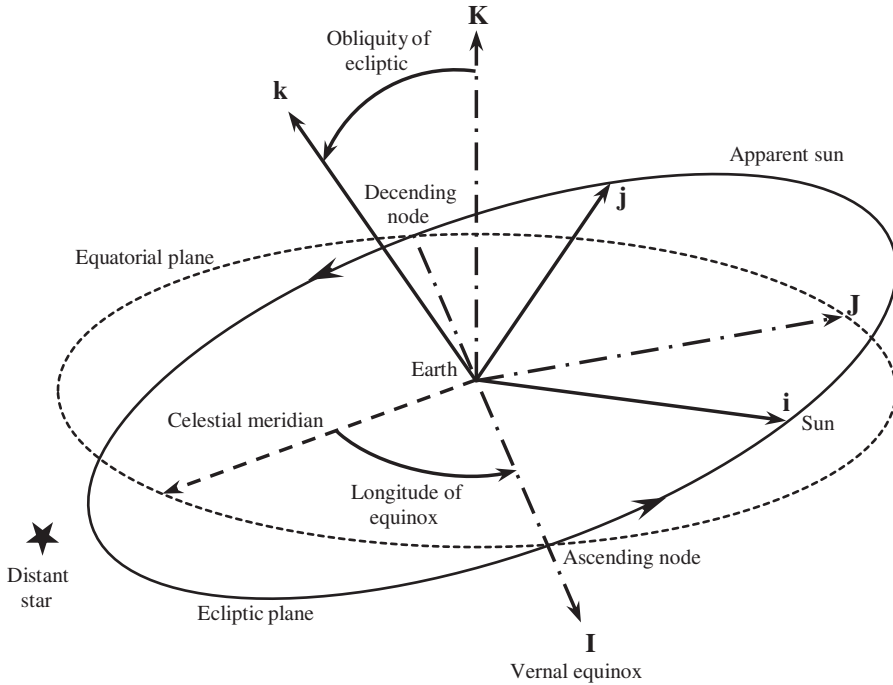 K
Obliquity of
ecliptic
k
Apparent sun
Decending
node
j
Equatorial plane
J
Earth
i
Celestial meridian
Sun
Longitude of
equinox
Ascending node
Distant
star
Ecliptic plane
I
Vernal equinox